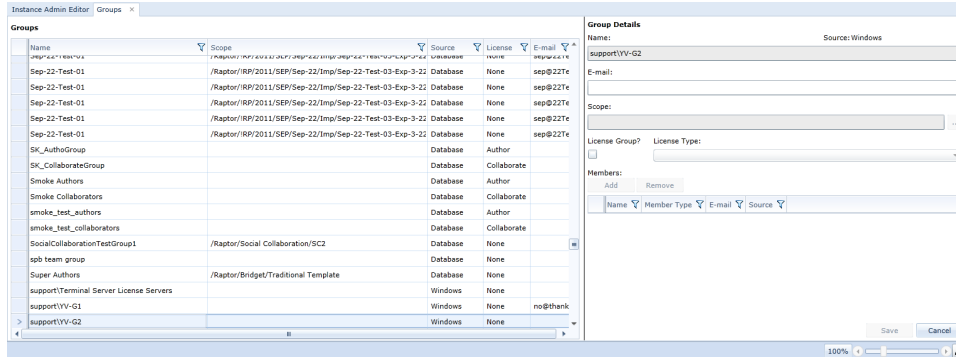 Instance Admin Editor Groups ×
Groups
Name Scope Source License E-mail
Sep-22-Test-01 /Raptor/!RP/2011/SEP/Sep-22/Imp/Sep-22-Test-03-Exp-3-22 Database None sep@22Te
Sep-22-Test-01 /Raptor/!RP/2011/SEP/Sep-22/Imp/Sep-22-Test-03-Exp-3-22 Database None sep@22Te
Sep-22-Test-01 /Raptor/!RP/2011/SEP/Sep-22/Imp/Sep-22-Test-03-Exp-3-22 Database None sep@22Te
Sep-22-Test-01 /Raptor/!RP/2011/SEP/Sep-22/Imp/Sep-22-Test-03-Exp-3-22 Database None sep@22Te
Sep-22-Test-01 /Raptor/!RP/2011/SEP/Sep-22/Imp/Sep-22-Test-03-Exp-3-22 Database None sep@22Te
SK_AuthoGroup Database Author
SK_CollaborateGroup Database Collaborate
Smoke Authors Database Author
Smoke Collaborators Database Collaborate
smoke_test_authors Database Author
smoke_test_collaborators Database Collaborate
SocialCollaborationTestGroup1 /Raptor/Social Collaboration/SC2 Database None
spb team group Database None
Super Authors /Raptor/Bridget/Traditional Template Database None
support\Terminal Server License Servers Windows None
support\YV-G1 Windows None no@thank
support\YV-G2 Windows None
Group Details
Name: Source: Windows
support\YV-G2
E-mail:
Scope:
...
License Group? License Type:
Members:
Add Remove
Name Member Type E-mail Source
Save Cancel
100%